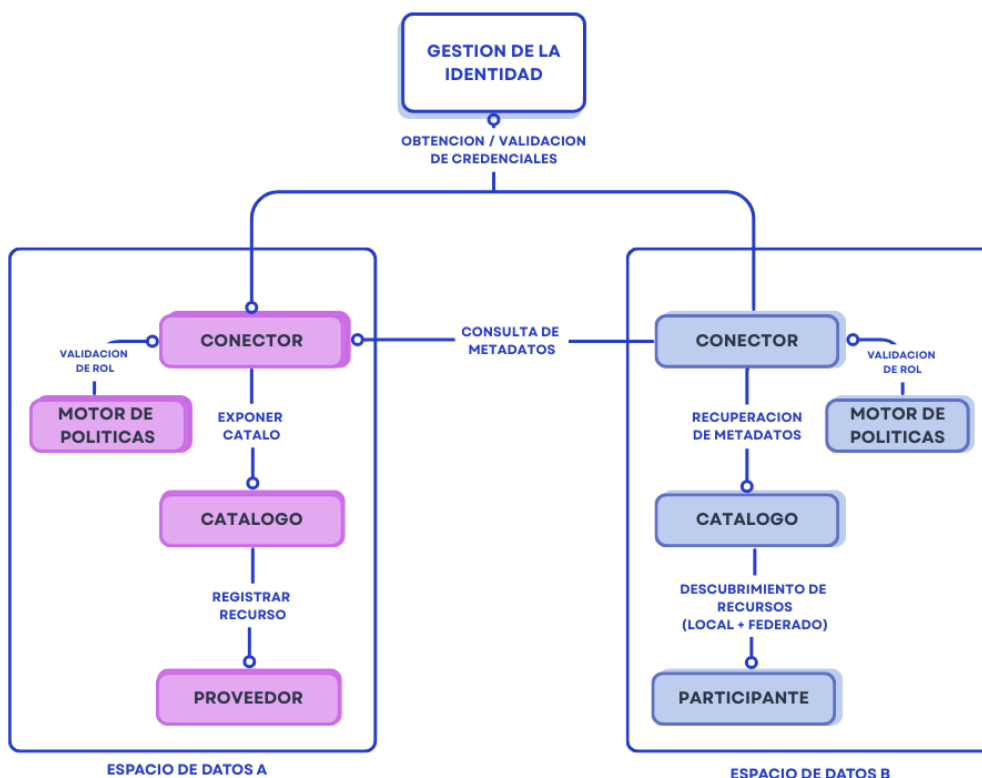 GESTION DE LA
IDENTIDAD
OBTENCION / VALIDACION
DE CREDENCIALES
CONECTOR
CONSULTA DE
METADATOS
CONECTOR
VALIDACION
DE ROL
VALIDACION
DE ROL
MOTOR DE
POLITICAS
EXPONER
CATALO
RECUPERACION
DE METADATOS
MOTOR DE
POLITICAS
CATALOGO
CATALOGO
REGISTRAR
RECURSO
DESCUBRIMIENTO DE
RECURSOS
(LOCAL + FEDERADO)
PROVEEDOR
PARTICIPANTE
ESPACIO DE DATOS A
ESPACIO DE DATOS B